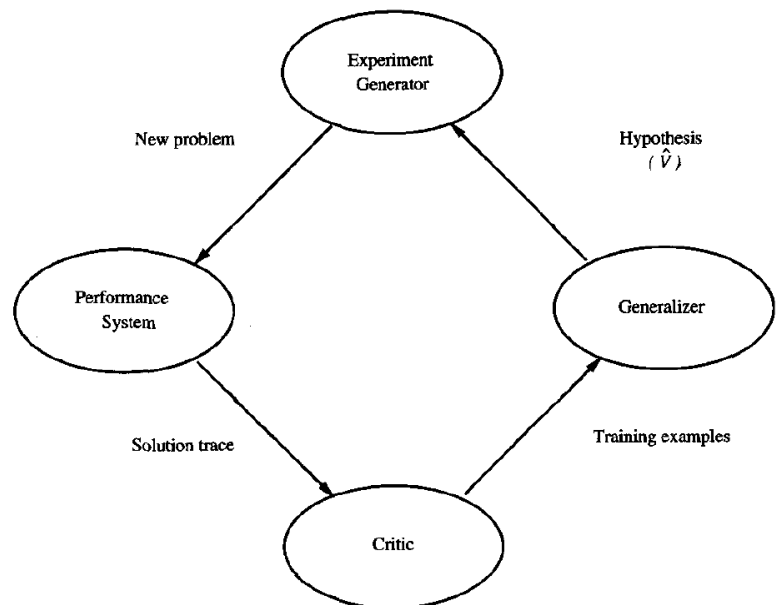 Experiment
Generator
New problem
Hypothesis
( V̂ )
Performance
System
Generalizer
Solution trace
Training examples
Critic